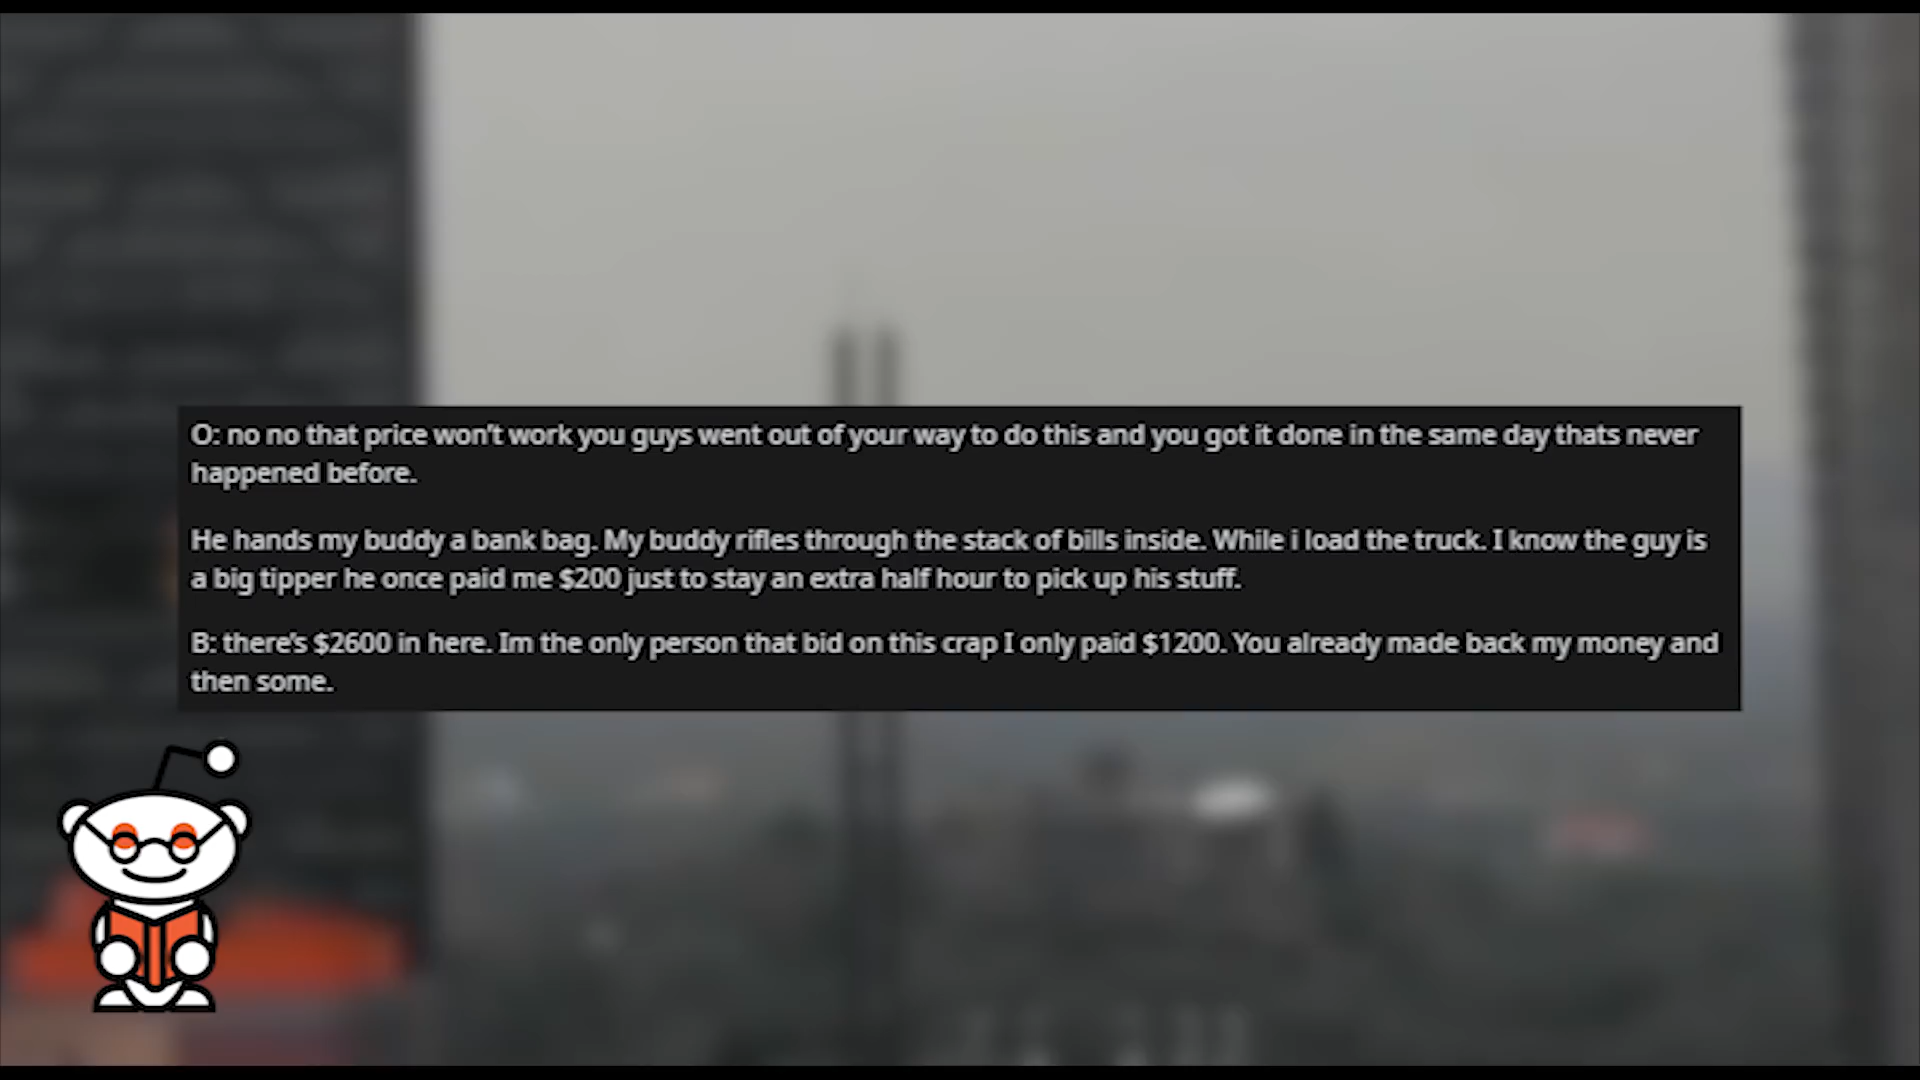 O: no no that price won't work you guys went out of your way to do this and you got it done in the same day thats never
happened before.
He hands my buddy a bank bag. My buddy rifles through the stack of bills inside. While i load the truck. I know the guy is
a big tipper he once paid me $200 just to stay an extra half hour to pick up his stuff.
B: there's $2600 in here. Im the only person that bid on this crap I only paid $1200. You already made back my money and
then some.